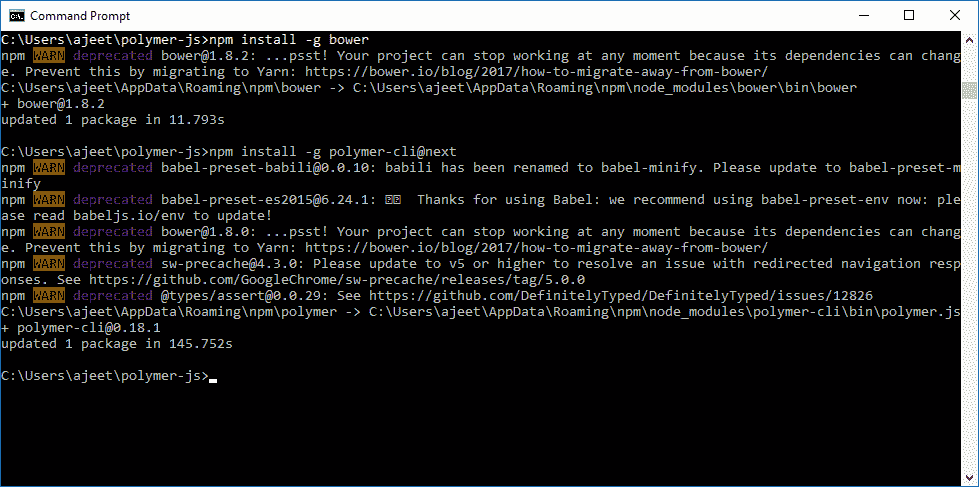 Command Prompt
C:\Users\ajeet\polymer-js>npm install -g bower
npm WARN deprecated bower@1.8.2: ...psst! Your project can stop working at any moment because its dependencies can chang
e. Prevent this by migrating to Yarn: https://bower.io/blog/2017/how-to-migrate-away-from-bower/
C:\Users\ajeet\AppData\Roaming\npm\bower -> C:\Users\ajeet\AppData\Roaming\npm\node_modules\bower\bin\bower
+ bower@1.8.2
updated 1 package in 11.793s
C:\Users\ajeet\polymer-js>npm install -g polymer-cli@next
npm WARN deprecated babel-preset-babili@0.0.10: babili has been renamed to babel-minify. Please update to babel-preset-m
inify
npm WARN deprecated babel-preset-es2015@6.24.1: Thanks for using Babel: we recommend using babel-preset-env now: ple
ase read babeljs.io/env to update!
npm WARN deprecated bower@1.8.0: ...psst! Your project can stop working at any moment because its dependencies can chang
e. Prevent this by migrating to Yarn: https://bower.io/blog/2017/how-to-migrate-away-from-bower/
npm WARN deprecated sw-precache@4.3.0: Please update to v5 or higher to resolve an issue with redirected navigation resp
onses. See https://github.com/GoogleChrome/sw-precache/releases/tag/5.0.0
npm WARN deprecated @types/assert@0.0.29: See https://github.com/DefinitelyTyped/DefinitelyTyped/issues/12826
C:\Users\ajeet\AppData\Roaming\npm\polymer -> C:\Users\ajeet\AppData\Roaming\npm\node_modules\polymer-cli\bin\polymer.js
+ polymer-cli@0.18.1
updated 1 package in 145.752s
C:\Users\ajeet\polymer-js>